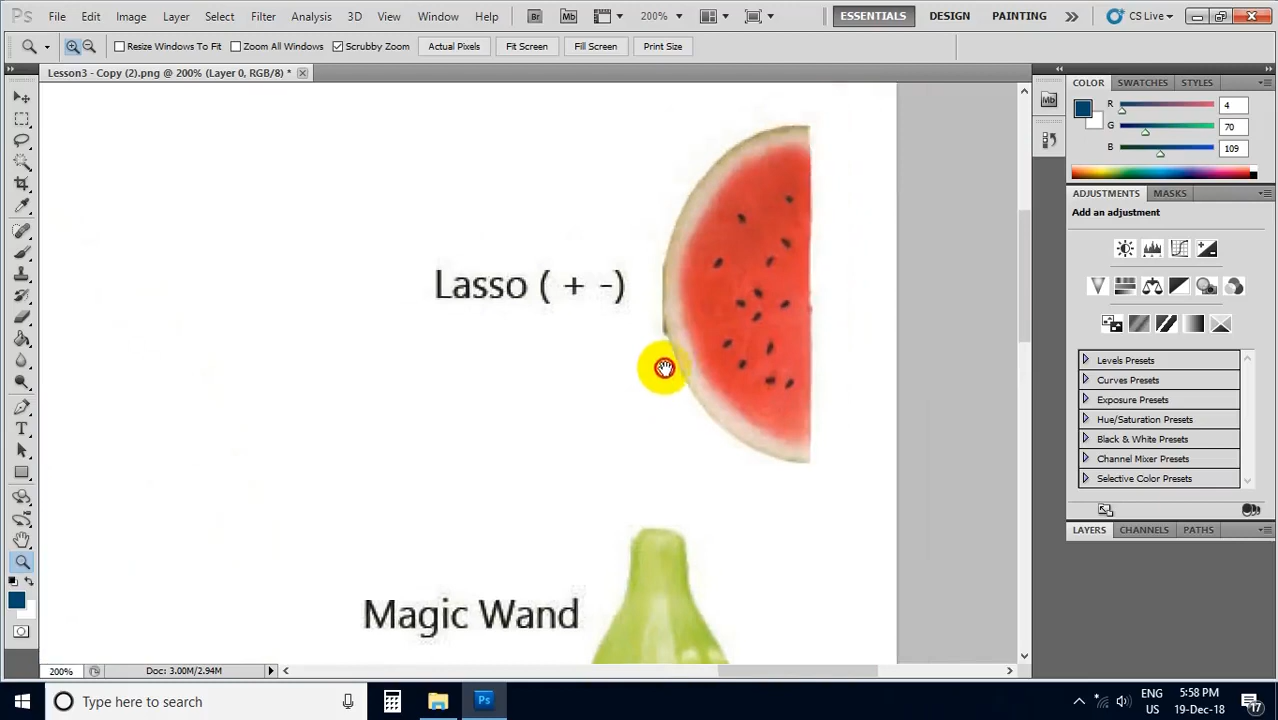 Ps File Edit Image Layer Select Filter Analysis 3D View Window Help Br Mb 200% ESSENTIALS DESIGN PAINTING CS Live
Resize Windows To Fit Zoom All Windows Scrubby Zoom Actual Pixels Fit Screen Fill Screen Print Size
Lesson3 - Copy (2).png @ 200% (Layer 0, RGB/8) *
COLOR SWATCHES STYLES
Mb
R 4
G 70
B 109
ADJUSTMENTS MASKS
Add an adjustment
Lasso ( + -)
Levels Presets
Curves Presets
Exposure Presets
Hue/Saturation Presets
Black & White Presets
Channel Mixer Presets
Selective Color Presets
LAYERS CHANNELS PATHS
Magic Wand
200% Doc: 3.00M/2.94M
Type here to search
Ps
ENG
US
5:58 PM
19-Dec-18
17